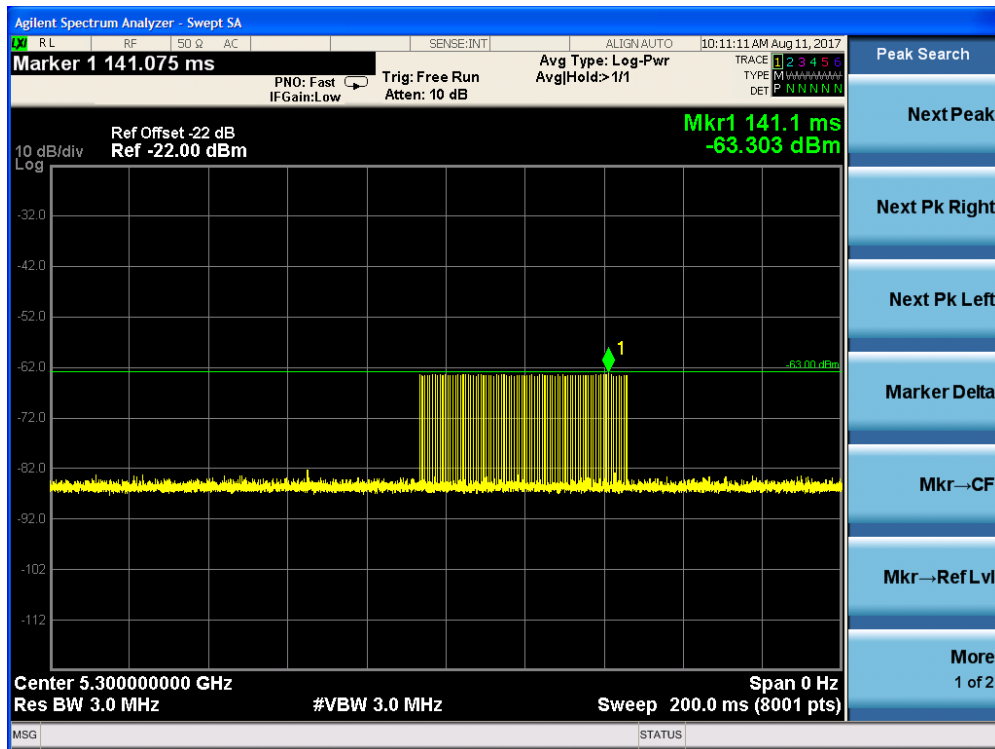 Agilent Spectrum Analyzer - Swept SA
LXI RL RF 50 Ω AC SENSE:INT ALIGN AUTO 10:11:11 AM Aug 11, 2017
Marker 1 141.075 ms
PNO: Fast
IFGain:Low
Trig: Free Run
Atten: 10 dB
Avg Type: Log-Pwr
Avg|Hold:>1/1
TRACE 1 2 3 4 5 6
TYPE M
DET P N N N N N
Peak Search
Ref Offset -22 dB
Ref -22.00 dBm
10 dB/div
Log
Mkr1 141.1 ms
-63.303 dBm
-32.0
-42.0
-52.0
-62.0
-72.0
-82.0
-92.0
-102
-112
1
-63.00 dBm
Center 5.300000000 GHz
Span 0 Hz
Res BW 3.0 MHz
#VBW 3.0 MHz
Sweep 200.0 ms (8001 pts)
MSG
STATUS
Next Peak
Next Pk Right
Next Pk Left
Marker Delta
Mkr→CF
Mkr→Ref Lvl
More
1 of 2